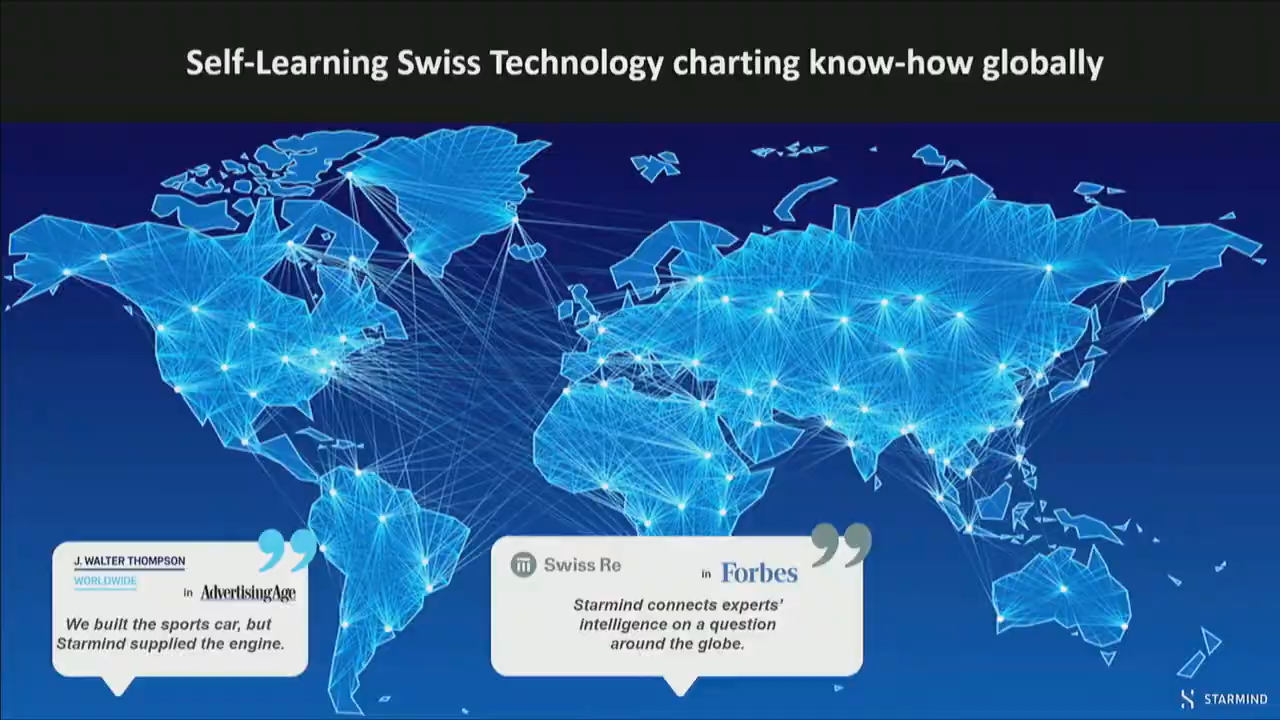 Self-Learning Swiss Technology charting know-how globally
J. WALTER THOMPSON
WORLDWIDE
in AdvertisingAge
We built the sports car, but
Starmind supplied the engine.
Swiss Re
in Forbes
Starmind connects experts'
intelligence on a question
around the globe.
STARMIND